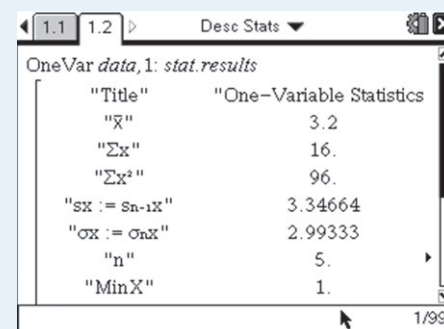 1.1 1.2 Desc Stats
OneVar data,1: stat.results
"Title" "One-Variable Statistics
"x̄" 3.2
"Σx" 16.
"Σx²" 96.
"sx := sₙ₋₁x" 3.34664
"σx := σₙx" 2.99333
"n" 5.
"MinX" 1.
1/99